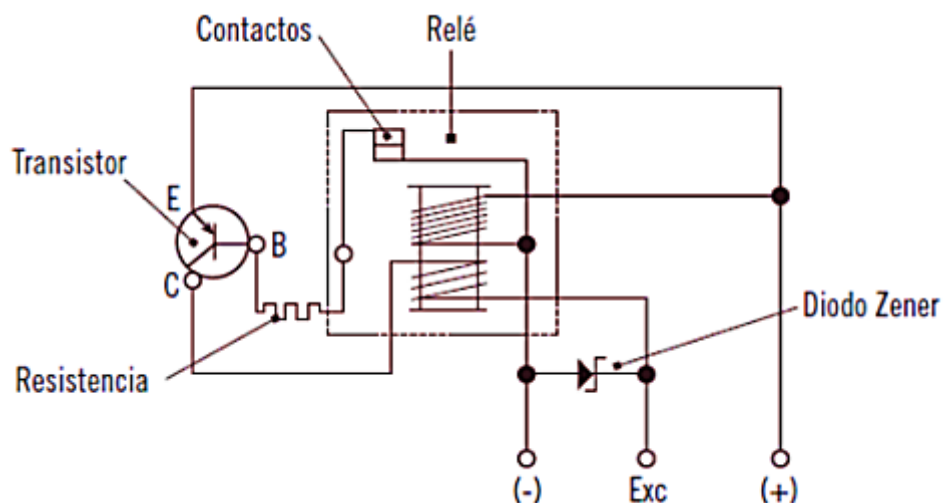 Contactos
Relé
Transistor
E
B
C
Diodo Zener
Resistencia
(-)
Exc
(+)